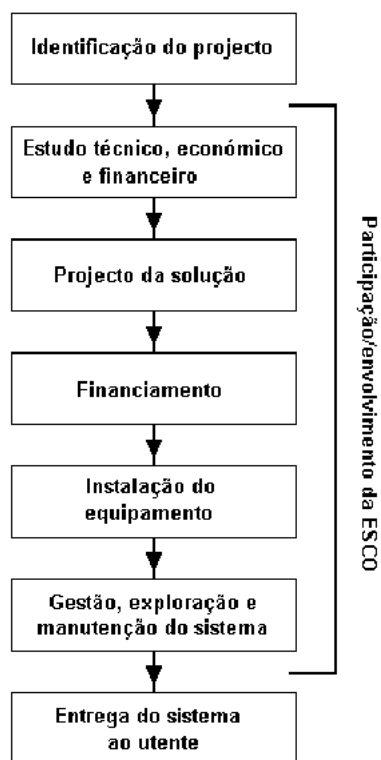 Identificação do projecto
Estudo técnico, económico
e financeiro
Projecto da solução
Financiamento
Instalação do
equipamento
Gestão, exploração e
manutenção do sistema
Entrega do sistema
ao utente
Participação/envolvimento da ESCO